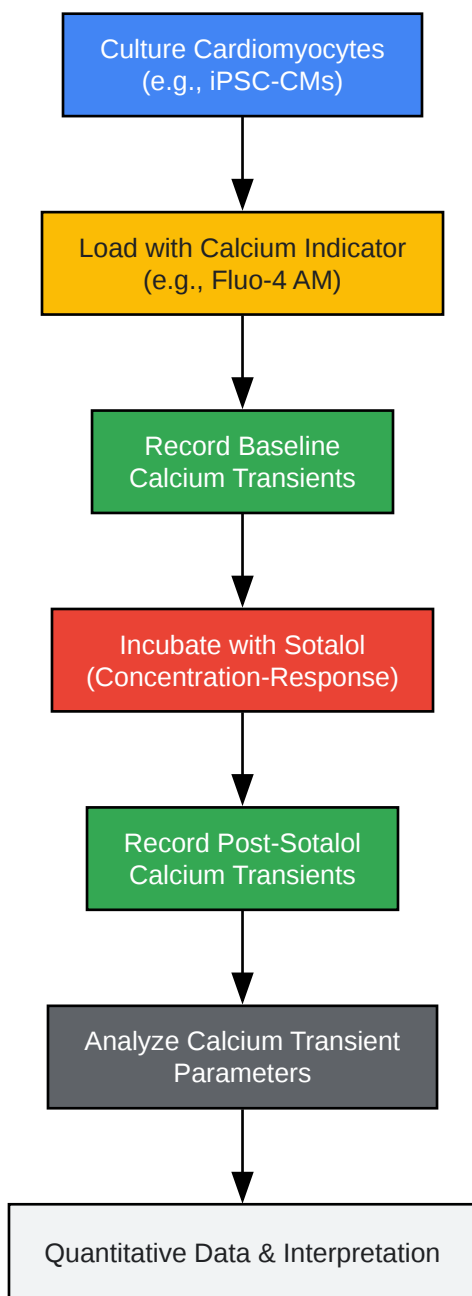 Culture Cardiomyocytes
(e.g., iPSC-CMs)
Load with Calcium Indicator
(e.g., Fluo-4 AM)
Record Baseline
Calcium Transients
Incubate with Sotalol
(Concentration-Response)
Record Post-Sotalol
Calcium Transients
Analyze Calcium Transient
Parameters
Quantitative Data & Interpretation